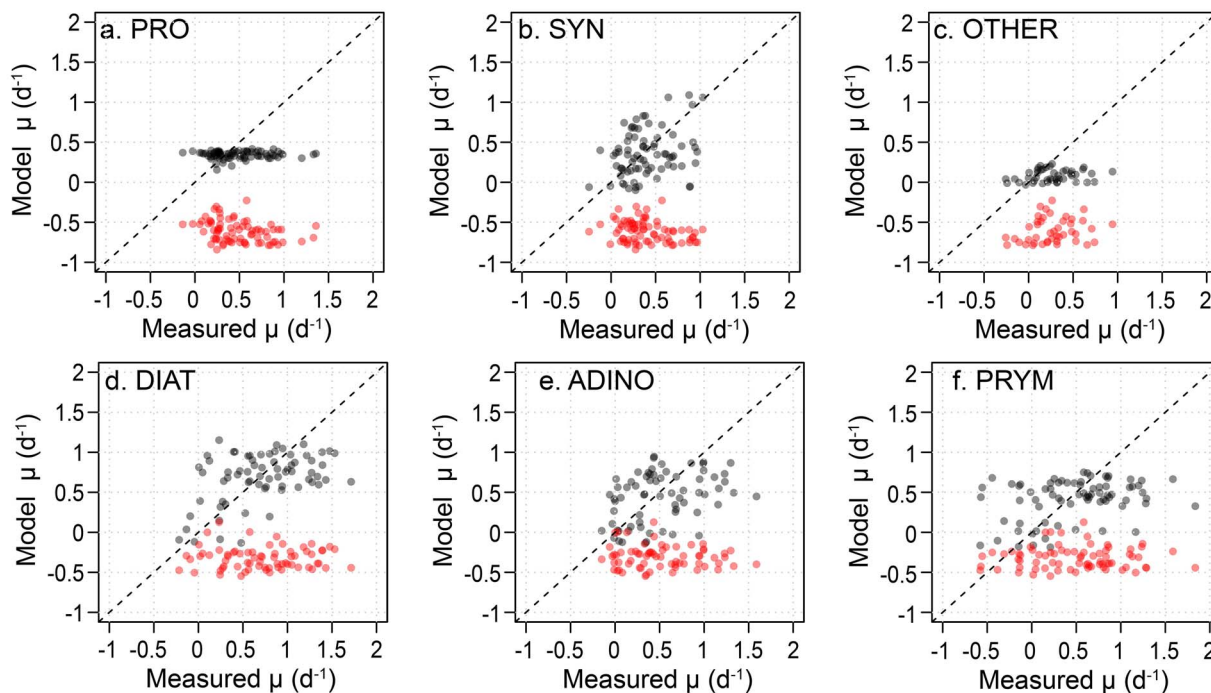 a. PRO
b. SYN
c. OTHER
2
1.5
1
0.5
0
-0.5
-1
2
1.5
1
0.5
0
-0.5
-1
2
1.5
1
0.5
0
-0.5
-1
Model μ (d-1)
Model μ (d-1)
Model μ (d-1)
-1 -0.5 0 0.5 1 1.5 2
-1 -0.5 0 0.5 1 1.5 2
-1 -0.5 0 0.5 1 1.5 2
Measured μ (d-1)
Measured μ (d-1)
Measured μ (d-1)
d. DIAT
e. ADINO
f. PRYM
2
1.5
1
0.5
0
-0.5
-1
2
1.5
1
0.5
0
-0.5
-1
2
1.5
1
0.5
0
-0.5
-1
Model μ (d-1)
Model μ (d-1)
Model μ (d-1)
-1 -0.5 0 0.5 1 1.5 2
-1 -0.5 0 0.5 1 1.5 2
-1 -0.5 0 0.5 1 1.5 2
Measured μ (d-1)
Measured μ (d-1)
Measured μ (d-1)